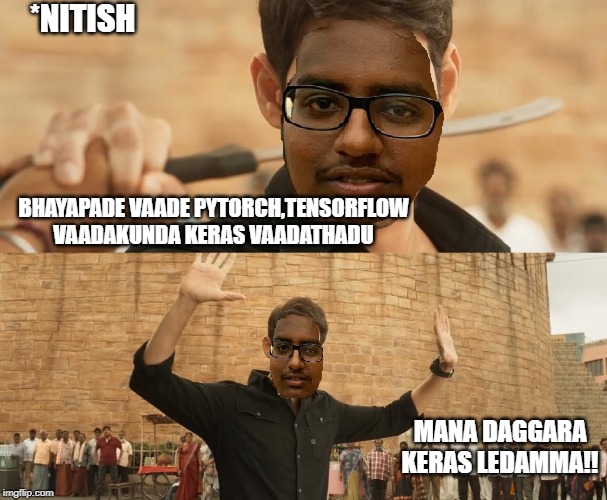 *NITISH
BHAYAPADE VAADE PYTORCH,TENSORFLOW
VAADAKUNDA KERAS VAADATHADU
MANA DAGGARA
KERAS LEDAMMA!!
imgflip.com